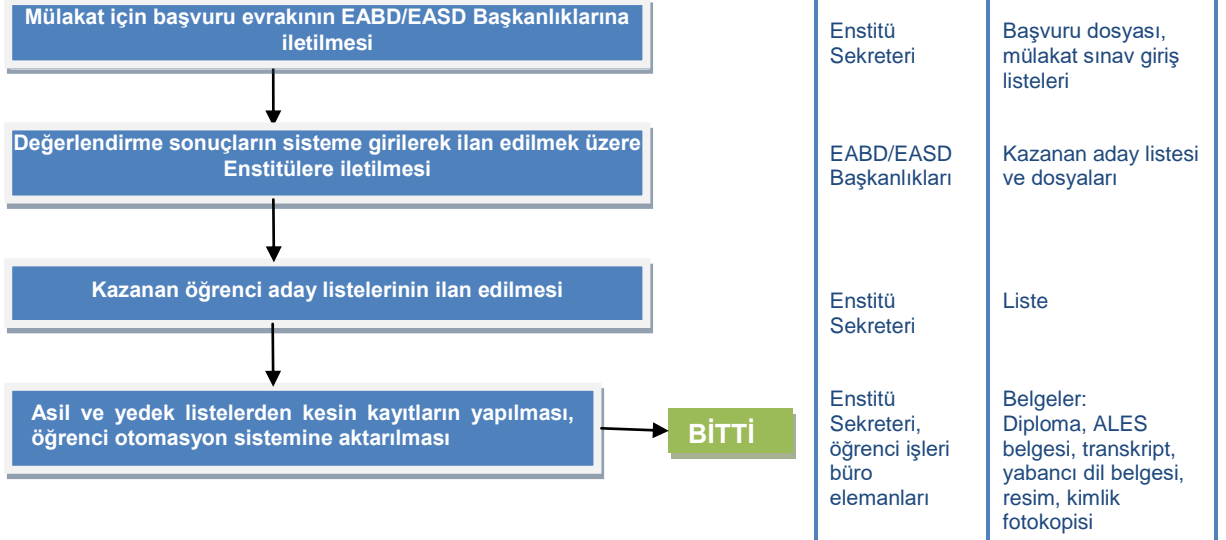 Mülakat için başvuru evrakının EABD/EASD Başkanlıklarına
iletilmesi
Enstitü
Sekreteri
Başvuru dosyası,
mülakat sınav giriş
listeleri
Değerlendirme sonuçların sisteme girilerek ilan edilmek üzere
Enstitülere iletilmesi
EABD/EASD
Başkanlıkları
Kazanan aday listesi
ve dosyaları
Kazanan öğrenci aday listelerinin ilan edilmesi
Enstitü
Sekreteri
Liste
Asil ve yedek listelerden kesin kayıtların yapılması,
öğrenci otomasyon sistemine aktarılması
BİTTİ
Enstitü
Sekreteri,
öğrenci işleri
büro
elemanları
Belgeler:
Diploma, ALES
belgesi, transkript,
yabancı dil belgesi,
resim, kimlik
fotokopisi